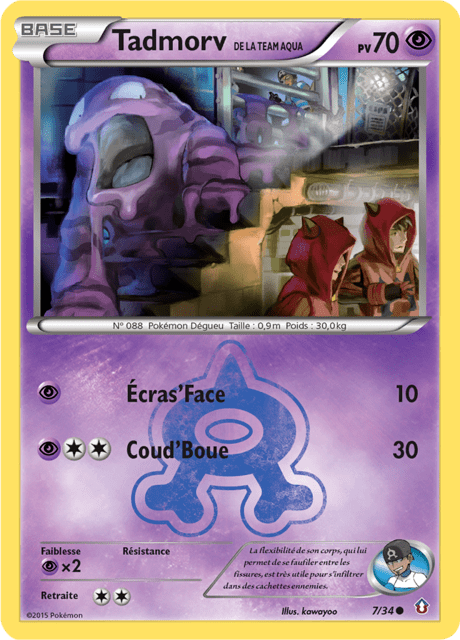 BASE
Tadmorv DE LA TEAM AQUA PV70
N° 088 Pokémon Dégueu Taille : 0,9m Poids : 30,0kg
Écras'Face 10
Coud'Boue 30
Faiblesse Résistance
×2
Retraite
La flexibilité de son corps, qui lui
permet de se faufiler entre les
fissures, est très utile pour s'infiltrer
dans des cachettes ennemies.
©2015 Pokémon Illus. kawayoo 7/34